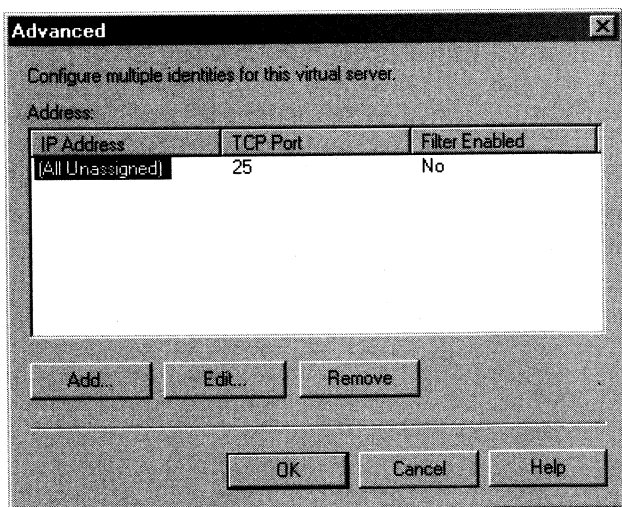 Advanced
Configure multiple identities for this virtual server.
Address:
IP Address TCP Port Filter Enabled
(All Unassigned) 25 No
Add... Edit... Remove
OK Cancel Help